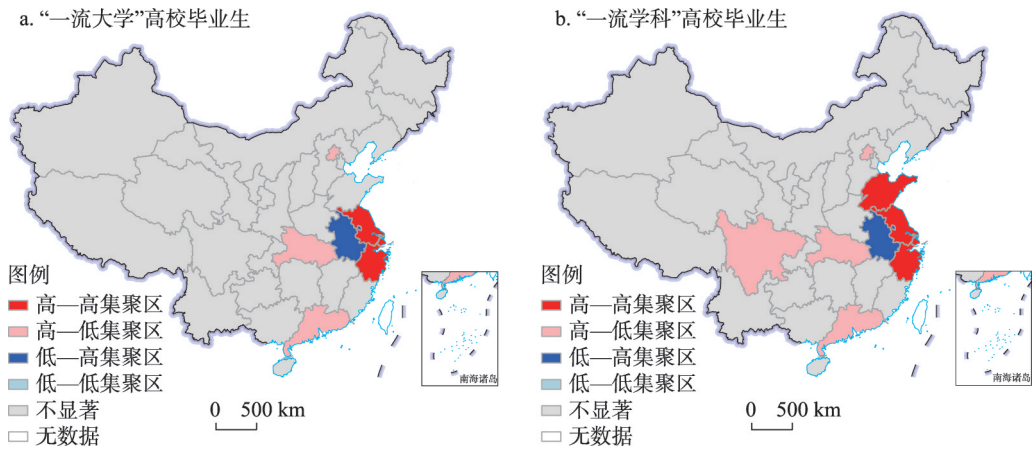 a. “一流大学”高校毕业生
图例
高—高集聚区
高—低集聚区
低—高集聚区
低—低集聚区
不显著
无数据
0 500 km
南海诸岛
b. “一流学科”高校毕业生
图例
高—高集聚区
高—低集聚区
低—高集聚区
低—低集聚区
不显著
无数据
0 500 km
南海诸岛